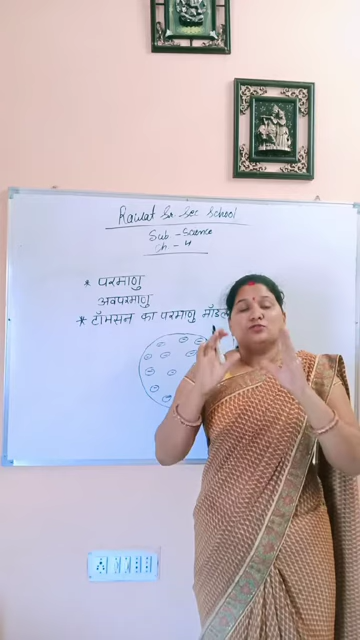 Rawat Sr. Sec School
Sub. - Science
Ch. - 4
* परमाणु
अवपरमाणु
* टॉमसन का परमाणु मॉडल